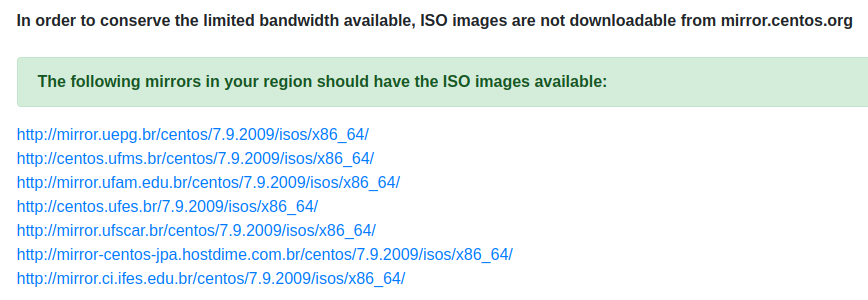 In order to conserve the limited bandwidth available, ISO images are not downloadable from mirror.centos.org
The following mirrors in your region should have the ISO images available:
http://mirror.uepg.br/centos/7.9.2009/isos/x86_64/
http://centos.ufms.br/centos/7.9.2009/isos/x86_64/
http://mirror.ufam.edu.br/centos/7.9.2009/isos/x86_64/
http://centos.ufes.br/7.9.2009/isos/x86_64/
http://mirror.ufscar.br/centos/7.9.2009/isos/x86_64/
http://mirror-centos-jpa.hostdime.com.br/centos/7.9.2009/isos/x86_64/
http://mirror.ci.ifes.edu.br/centos/7.9.2009/isos/x86_64/